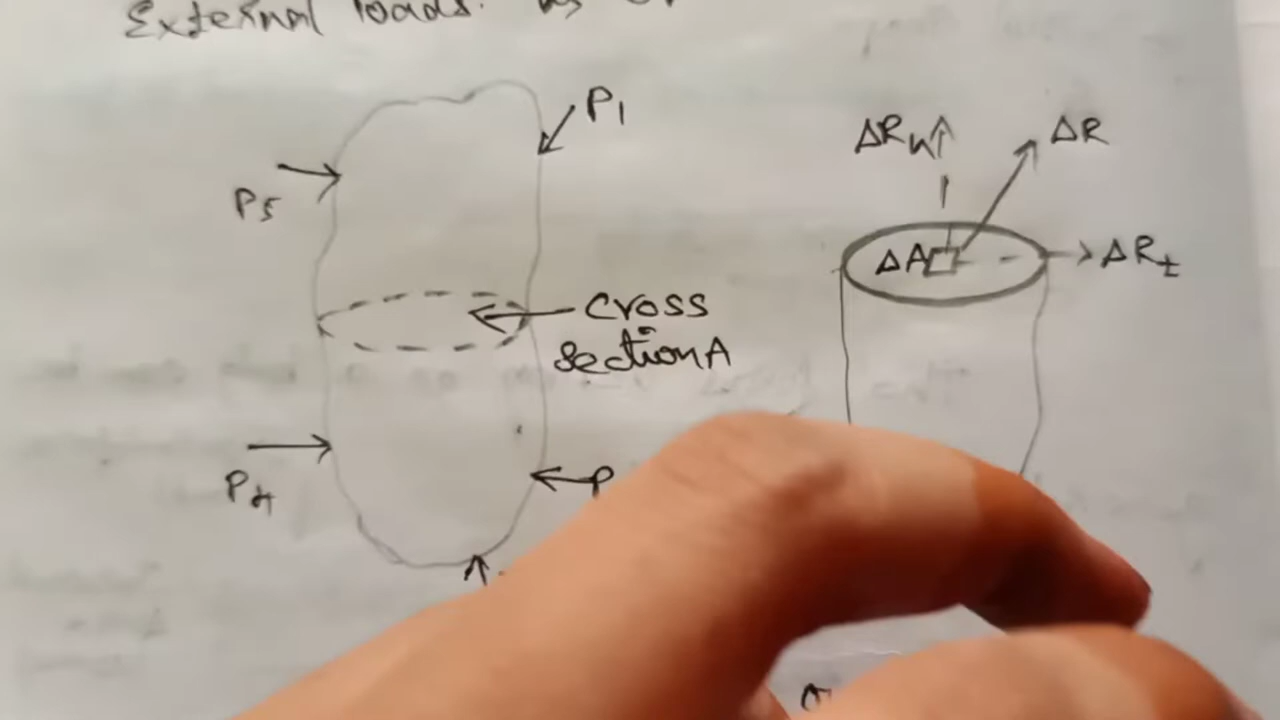 External loads.
P₁
P₅
Cross
section A
P₄
P
ΔRₙ
ΔR
ΔA
ΔRₜ
σ